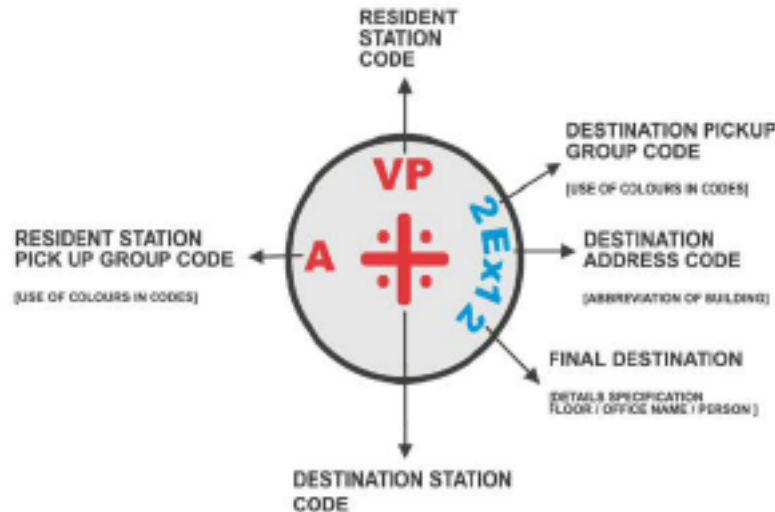 RESIDENT
STATION
CODE
DESTINATION PICKUP
GROUP CODE
[USE OF COLOURS IN CODES]
VP
A
2 Ex12
RESIDENT STATION
PICK UP GROUP CODE
[USE OF COLOURS IN CODES]
DESTINATION
ADDRESS CODE
[ABBREVIATION OF BUILDING]
FINAL DESTINATION
[DETAILS SPECIFICATION
FLOOR / OFFICE NAME / PERSON ]
DESTINATION STATION
CODE